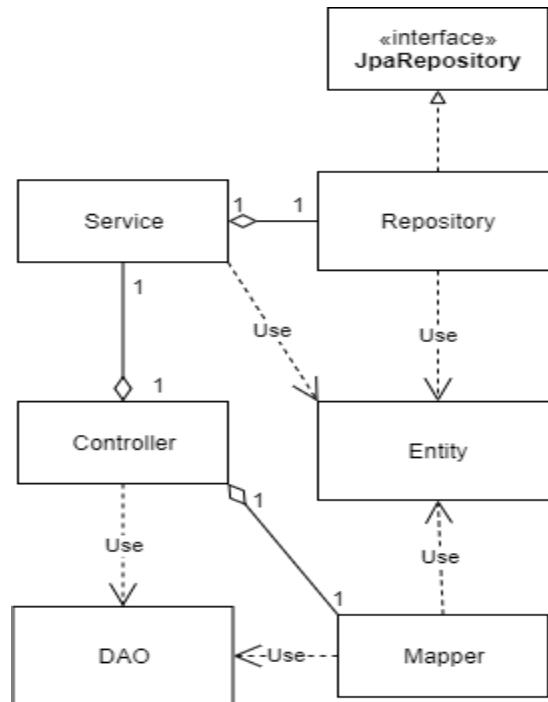 «interface»
JpaRepository
Service
1
1
Repository
1
Use
Use
1
Controller
Entity
1
Use
Use
1
DAO
Use
Mapper